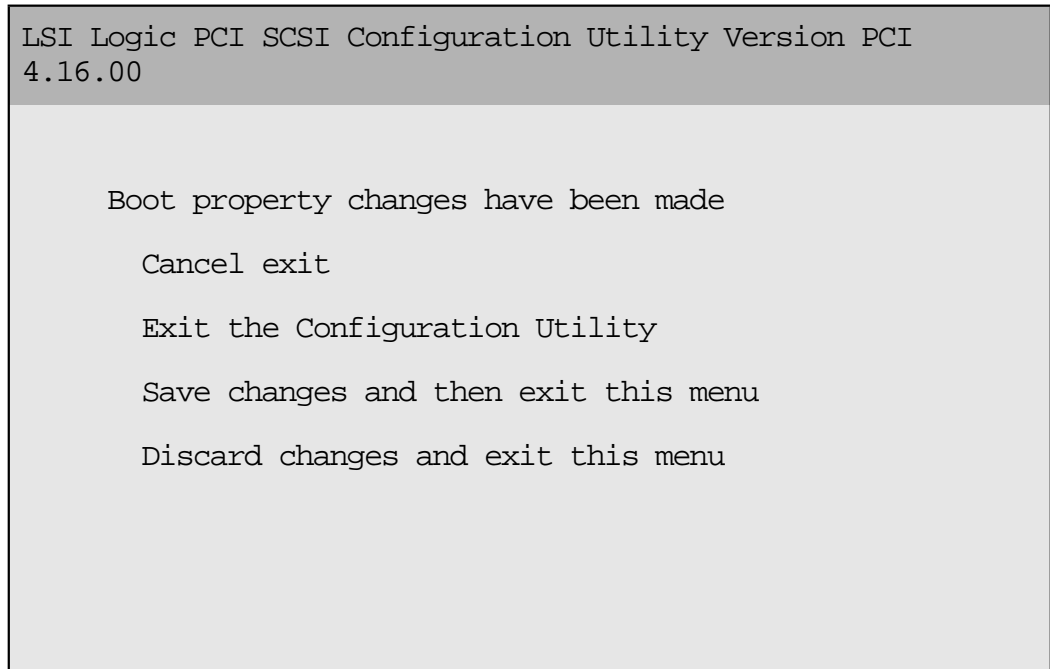 LSI Logic PCI SCSI Configuration Utility Version PCI
4.16.00
Boot property changes have been made
Cancel exit
Exit the Configuration Utility
Save changes and then exit this menu
Discard changes and exit this menu